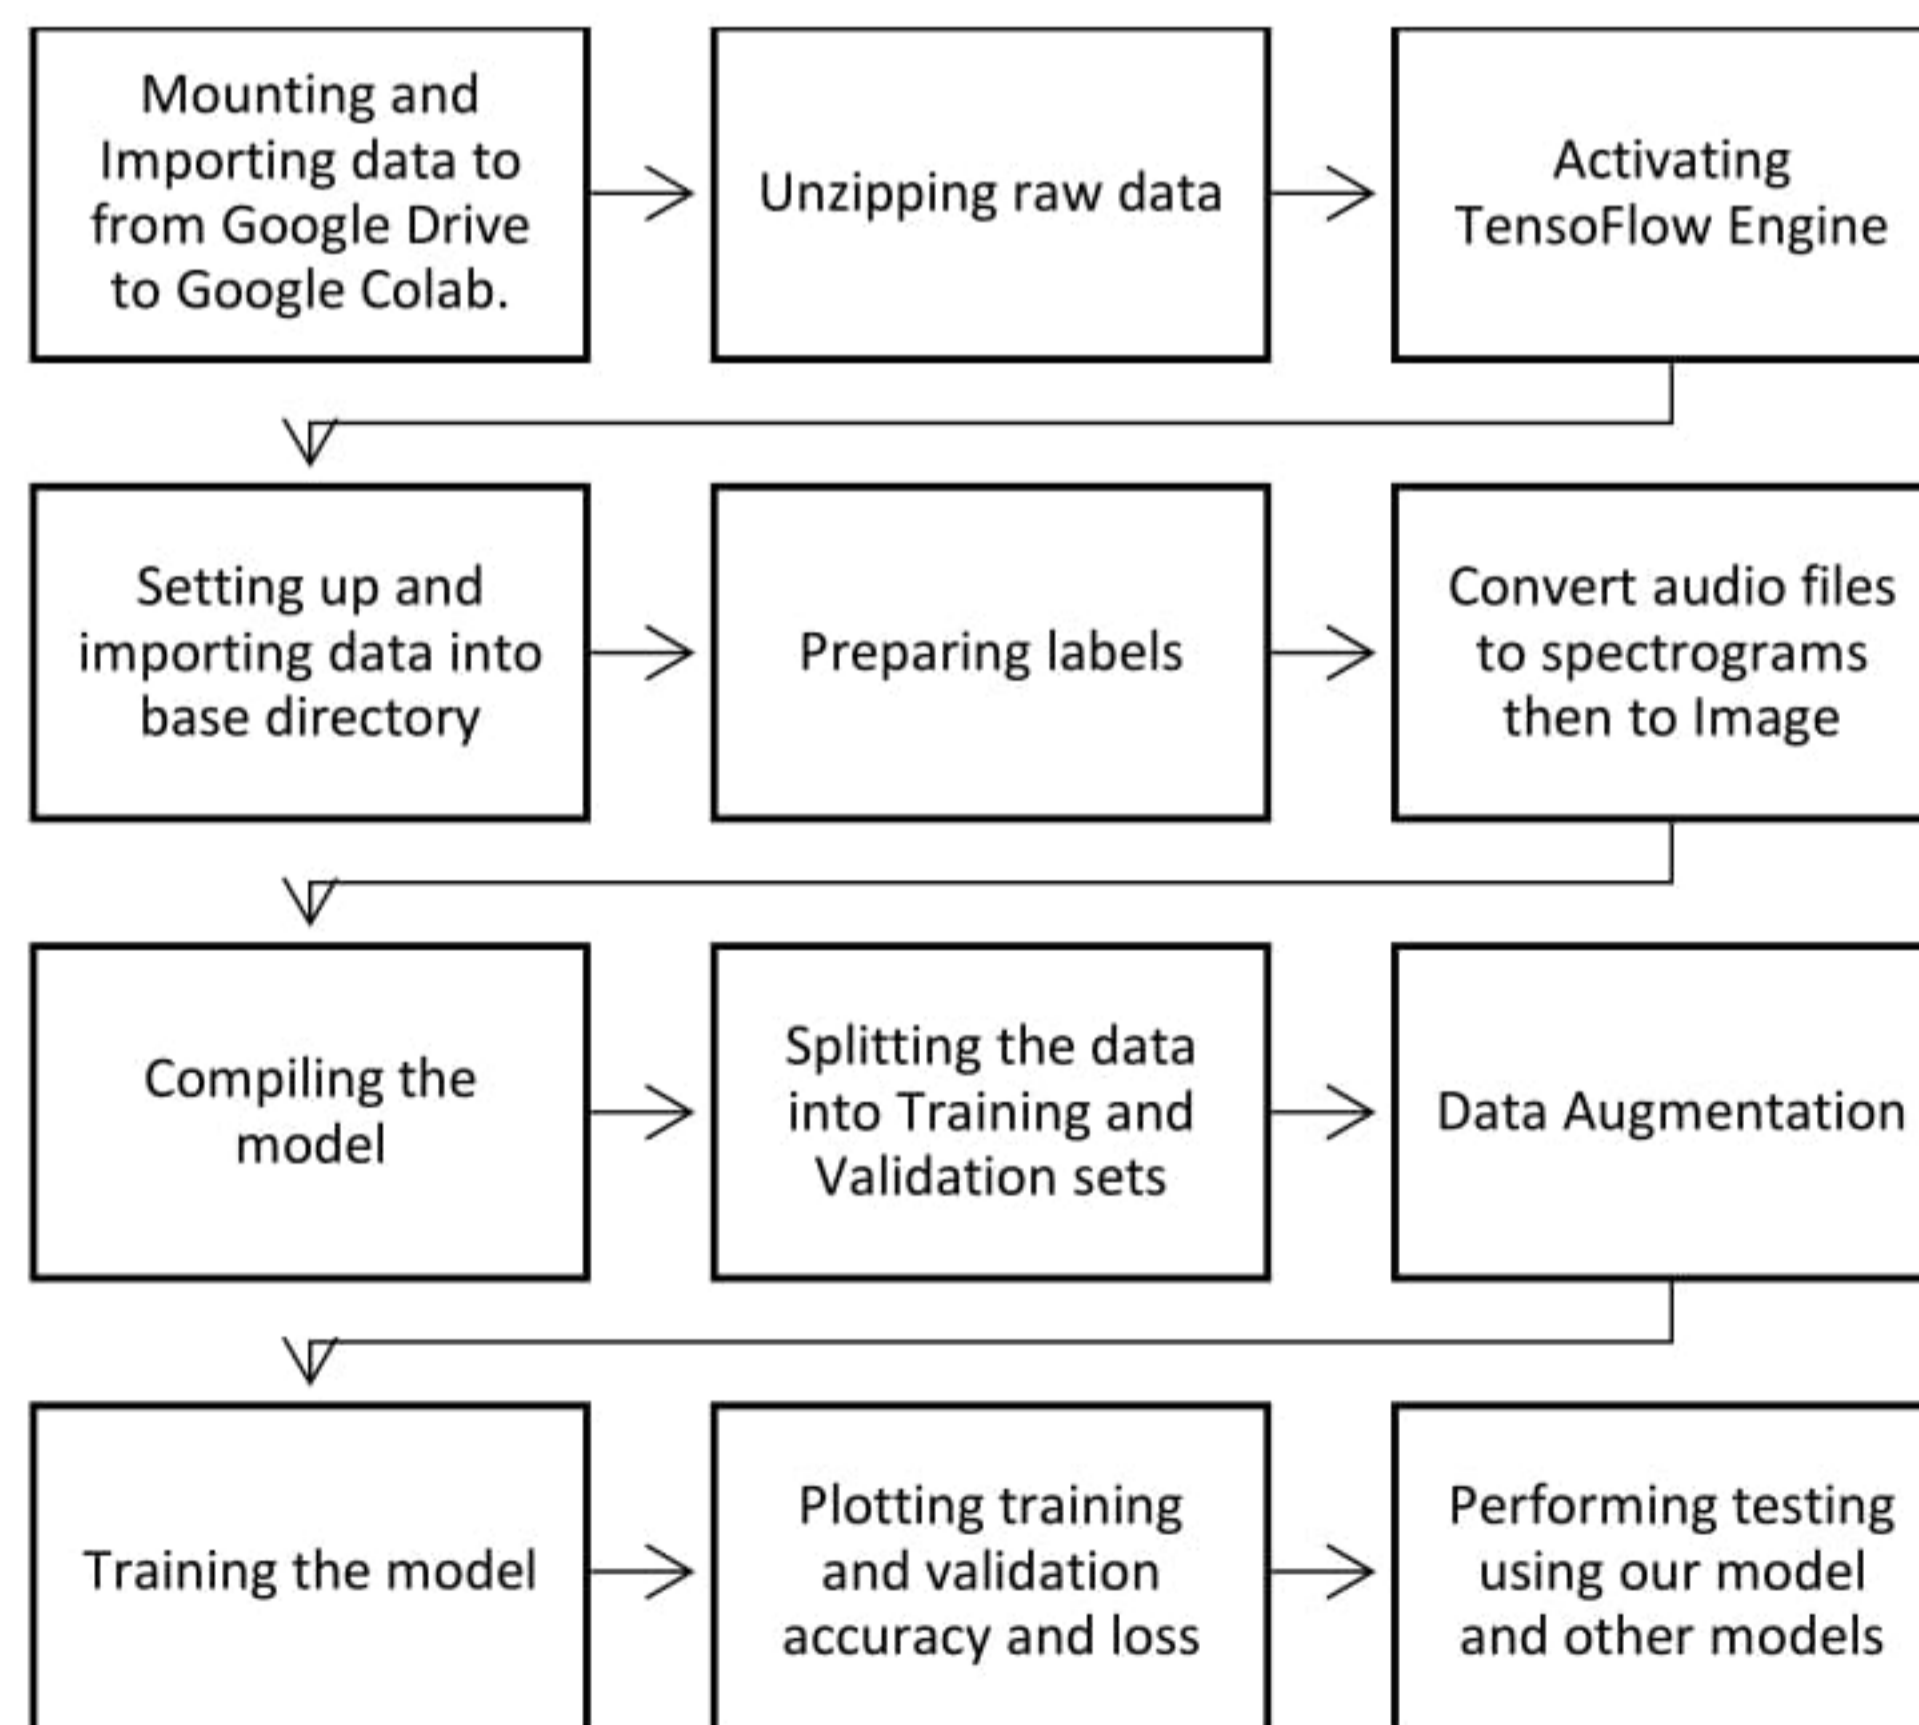 Mounting and
Importing data to
from Google Drive
to Google Colab.
Unzipping raw data
Activating
TensoFlow Engine
Setting up and
importing data into
base directory
Preparing labels
Convert audio files
to spectrograms
then to Image
Compiling the
model
Splitting the data
into Training and
Validation sets
Data Augmentation
Training the model
Plotting training
and validation
accuracy and loss
Performing testing
using our model
and other models